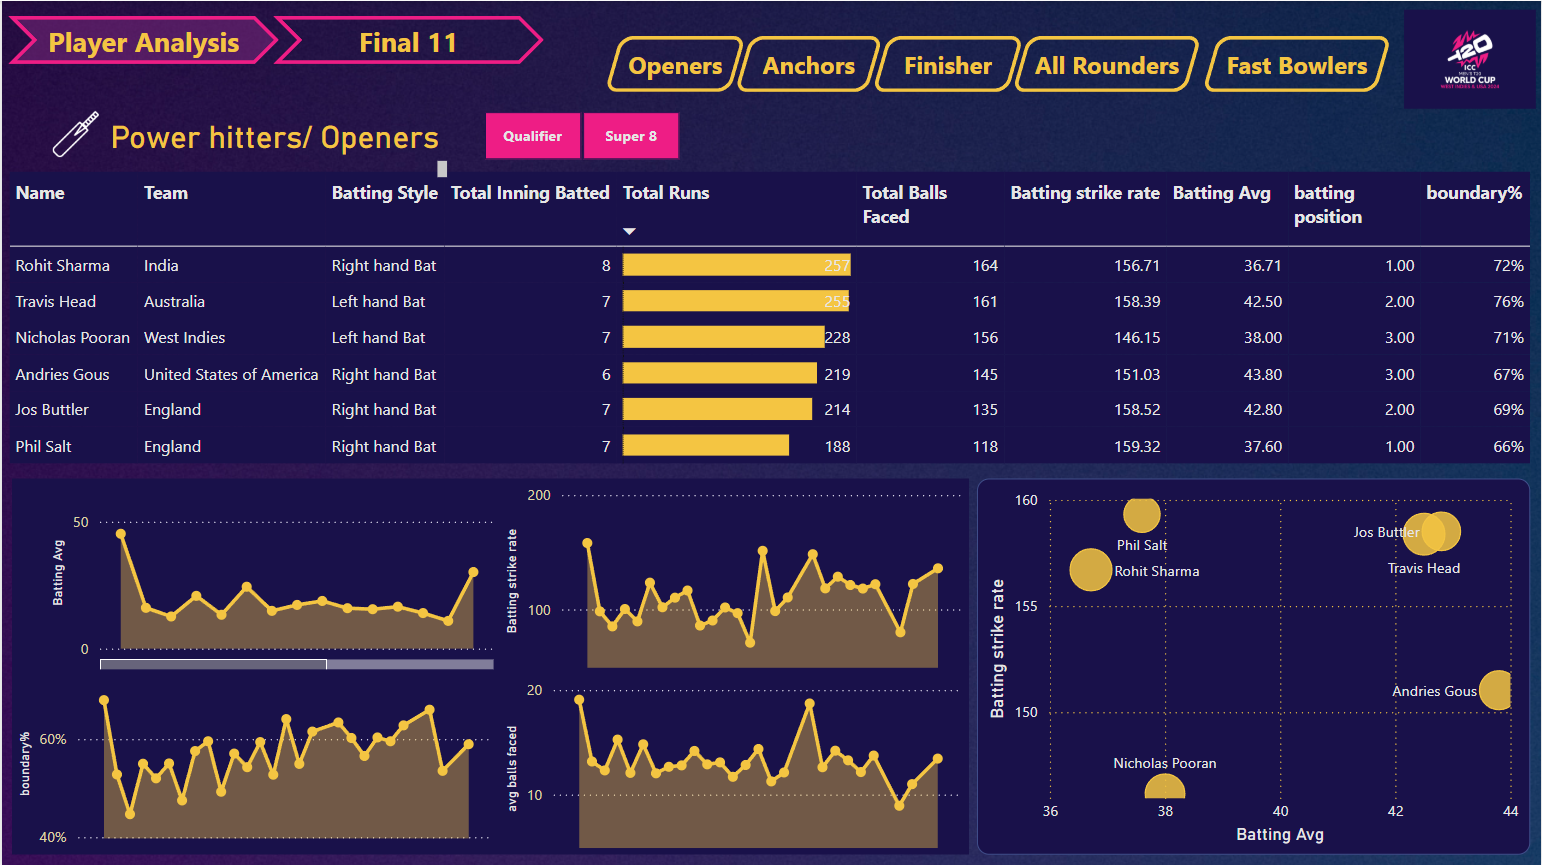 Player Analysis
Final 11
Openers
Anchors
Finisher
All Rounders
Fast Bowlers
T20
ICC
MEN'S T20
WORLD CUP
WEST INDIES & USA 2024
Power hitters/ Openers
Qualifier
Super 8
Name Team Batting Style Total Inning Batted Total Runs Total Balls Faced Batting strike rate Batting Avg batting position boundary%
Rohit Sharma India Right hand Bat 8 257 164 156.71 36.71 1.00 72%
Travis Head Australia Left hand Bat 7 255 161 158.39 42.50 2.00 76%
Nicholas Pooran West Indies Left hand Bat 7 228 156 146.15 38.00 3.00 71%
Andries Gous United States of America Right hand Bat 6 219 145 151.03 43.80 3.00 67%
Jos Buttler England Right hand Bat 7 214 135 158.52 42.80 2.00 69%
Phil Salt England Right hand Bat 7 188 118 159.32 37.60 1.00 66%
Batting Avg
50
0
Batting strike rate
200
100
boundary%
60%
40%
avg balls faced
20
10
Batting strike rate
160
155
150
Phil Salt
Rohit Sharma
Jos Buttler
Travis Head
Andries Gous
Nicholas Pooran
36 38 40 42 44
Batting Avg